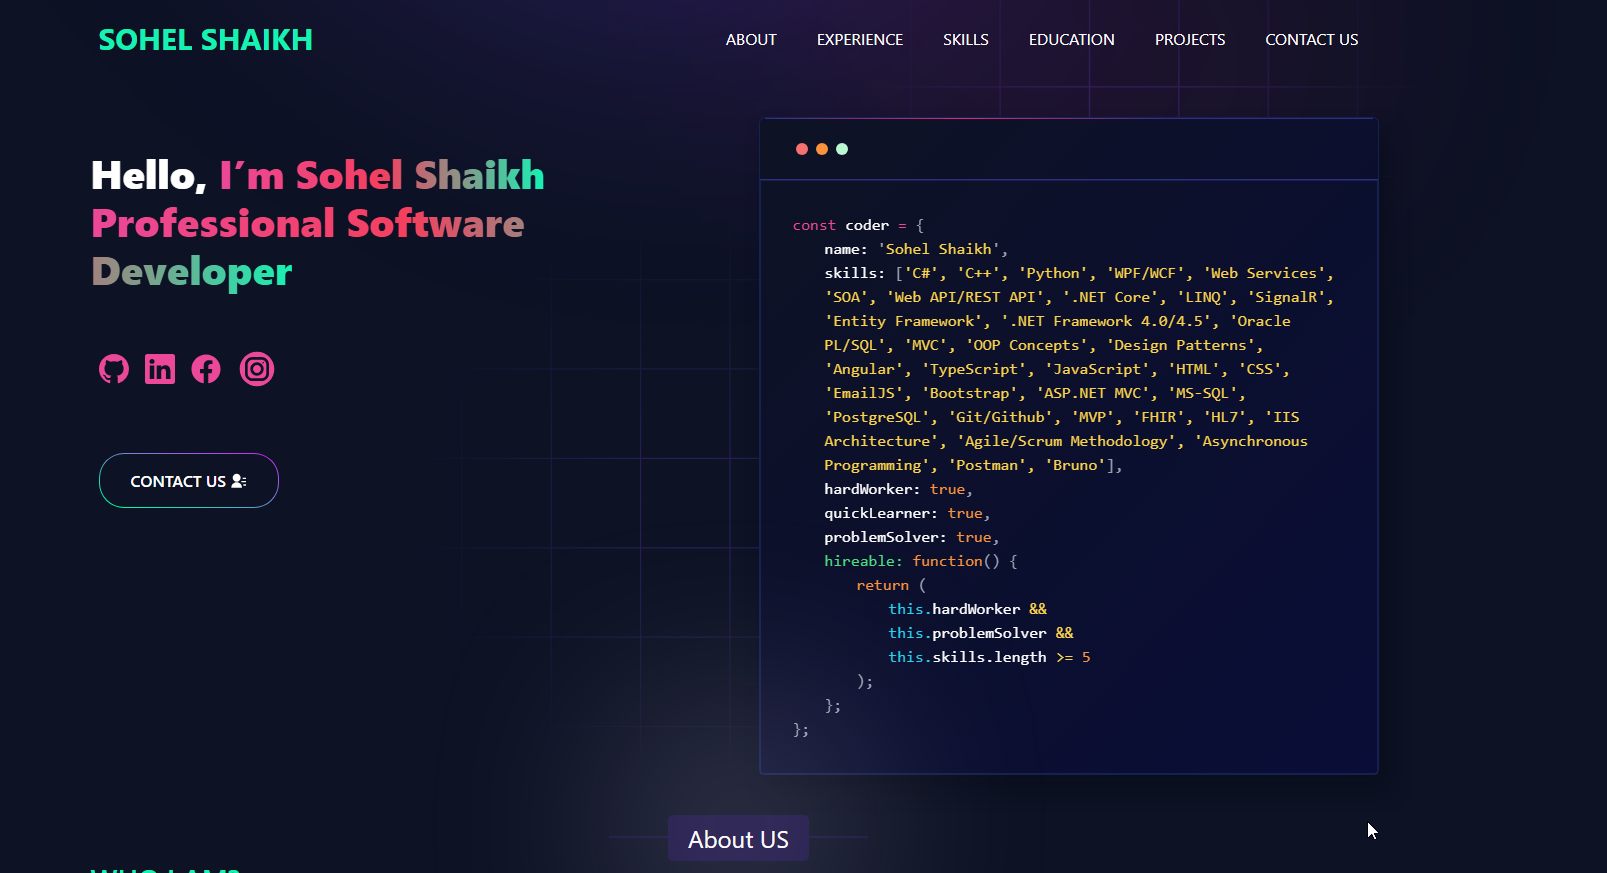 SOHEL SHAIKH
ABOUT EXPERIENCE SKILLS EDUCATION PROJECTS CONTACT US
Hello, I’m Sohel Shaikh
Professional Software
Developer
CONTACT US
const coder = {
name: 'Sohel Shaikh',
skills: ['C#', 'C++', 'Python', 'WPF/WCF', 'Web Services',
'SOA', 'Web API/REST API', '.NET Core', 'LINQ', 'SignalR',
'Entity Framework', '.NET Framework 4.0/4.5', 'Oracle
PL/SQL', 'MVC', 'OOP Concepts', 'Design Patterns',
'Angular', 'TypeScript', 'JavaScript', 'HTML', 'CSS',
'EmailJS', 'Bootstrap', 'ASP.NET MVC', 'MS-SQL',
'PostgreSQL', 'Git/Github', 'MVP', 'FHIR', 'HL7', 'IIS
Architecture', 'Agile/Scrum Methodology', 'Asynchronous
Programming', 'Postman', 'Bruno'],
hardWorker: true,
quickLearner: true,
problemSolver: true,
hireable: function() {
return (
this.hardWorker &&
this.problemSolver &&
this.skills.length >= 5
);
};
};
About US
WHO I AM?